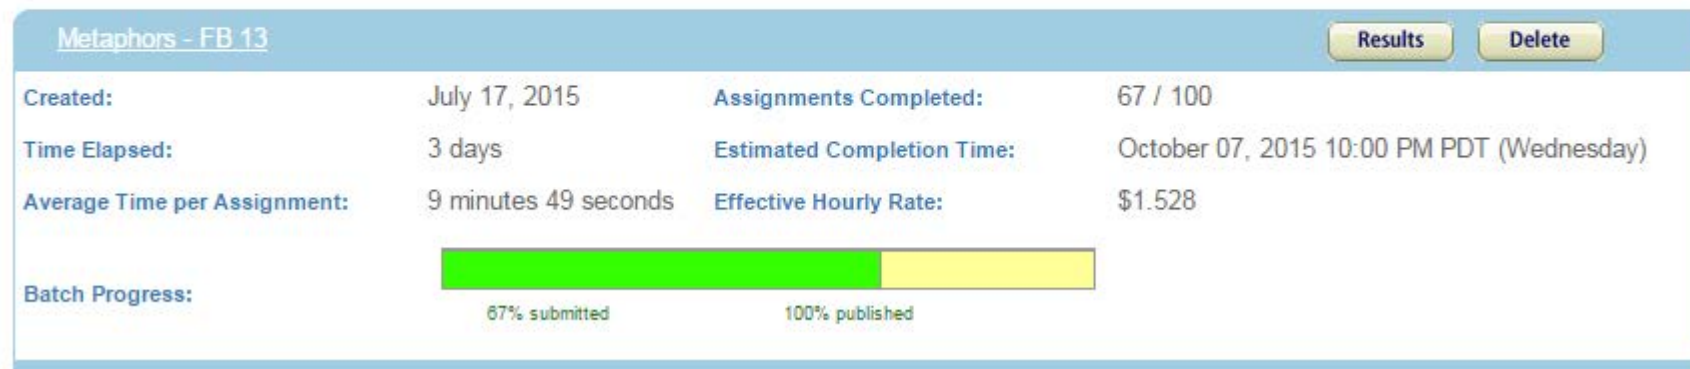 Metaphors - FB 13 Results Delete
Created: July 17, 2015 Assignments Completed: 67 / 100
Time Elapsed: 3 days Estimated Completion Time: October 07, 2015 10:00 PM PDT (Wednesday)
Average Time per Assignment: 9 minutes 49 seconds Effective Hourly Rate: $1.528
Batch Progress:
67% submitted 100% published